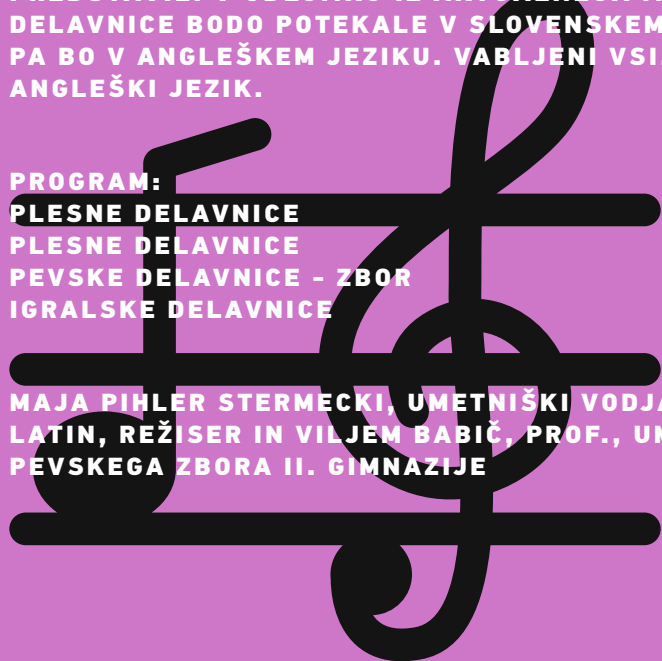 DELAVNICE BODO POTEKALE V SLOVENSKEM
PA BO V ANGLEŠKEM JEZIKU. VABLJENI VSI
ANGLEŠKI JEZIK.
PROGRAM:
PLESNE DELAVNICE
PLESNE DELAVNICE
PEVSKE DELAVNICE – ZBOR
IGRALSKE DELAVNICE
MAJA PIHLER STERMECKI, UMETNIŠKI VODJA
LATIN, REŽISER IN VILJEM BABIČ, PROF.,
PEVSKEGA ZBORA II. GIMNAZIJE